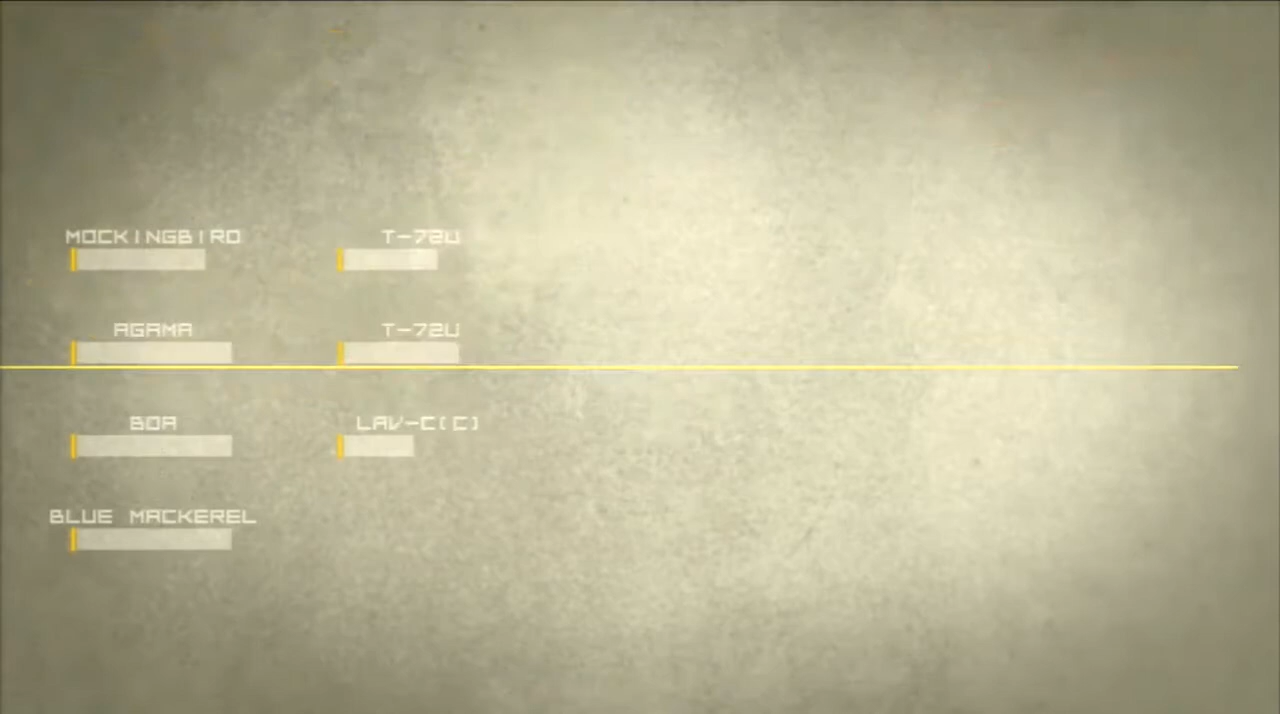 MOCKINGBIRD T-72U
AGAMA T-72U
BOA LAV-C(C)
BLUE MACKEREL